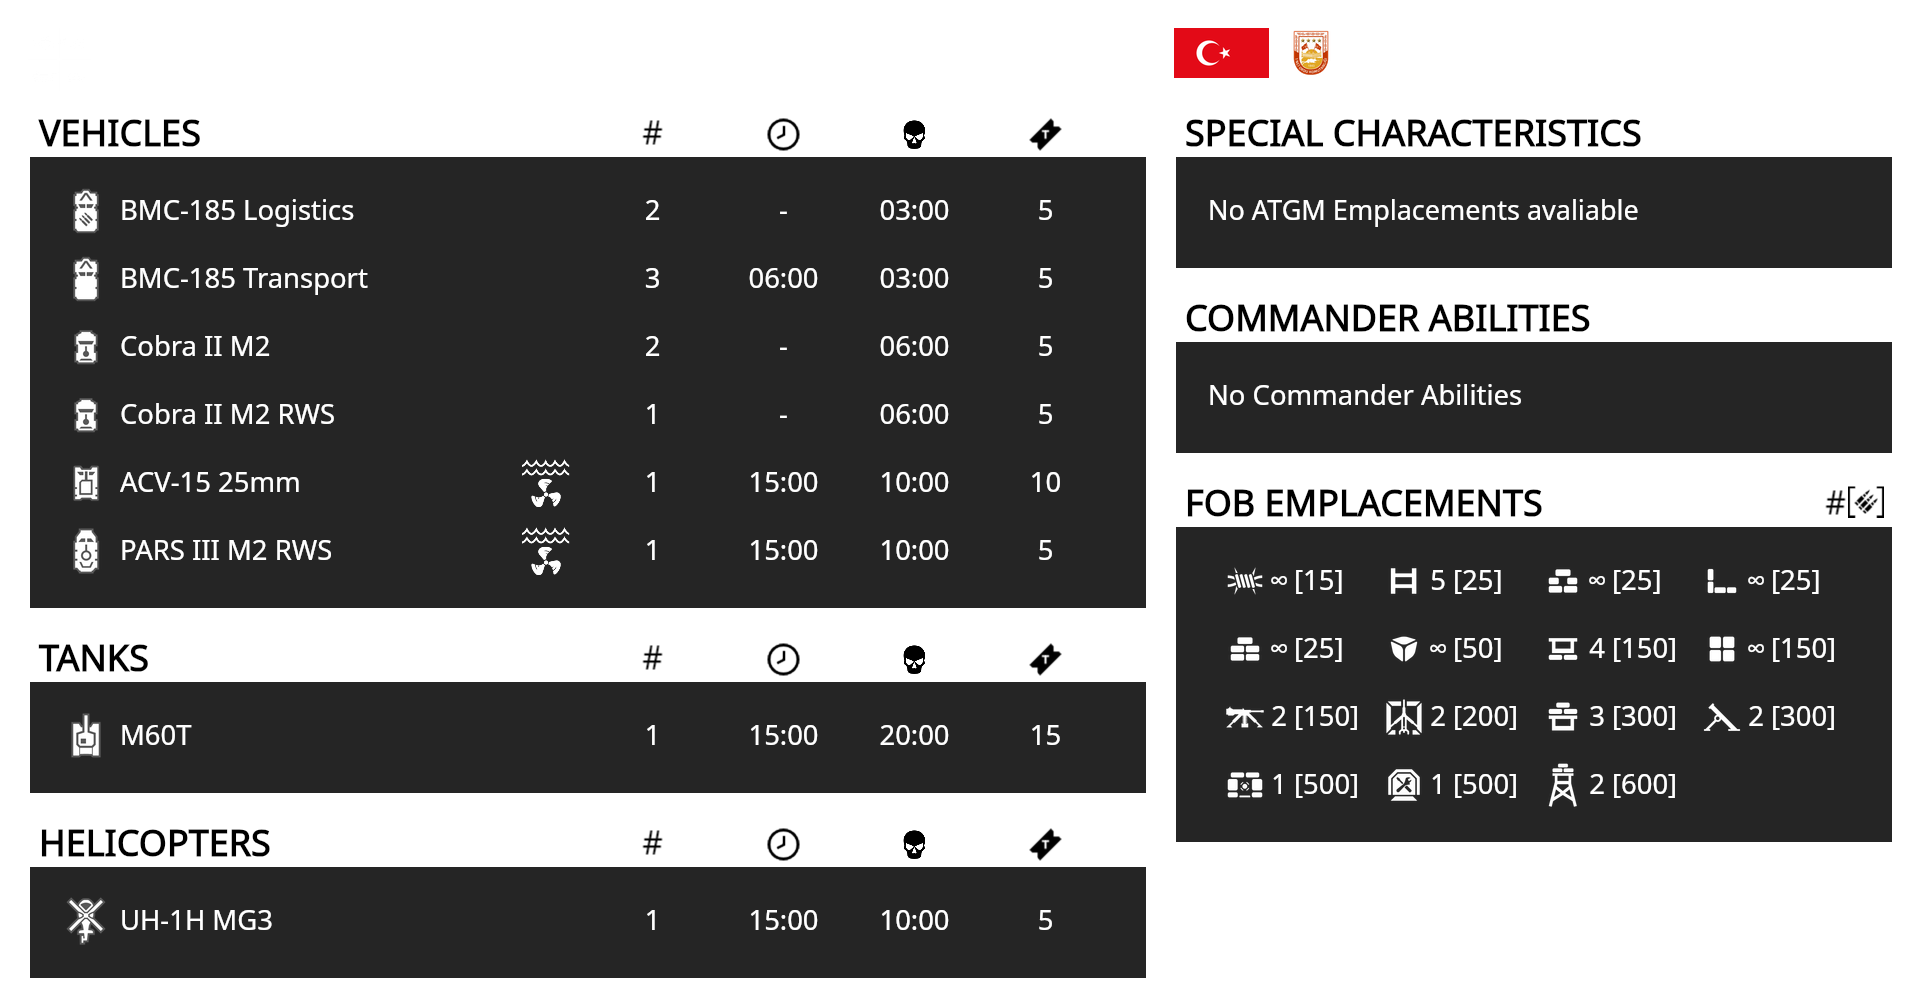 VEHICLES #
BMC-185 Logistics 2 - 03:00 5
BMC-185 Transport 3 06:00 03:00 5
Cobra II M2 2 - 06:00 5
Cobra II M2 RWS 1 - 06:00 5
ACV-15 25mm 1 15:00 10:00 10
PARS III M2 RWS 1 15:00 10:00 5
TANKS #
M60T 1 15:00 20:00 15
HELICOPTERS #
UH-1H MG3 1 15:00 10:00 5
SPECIAL CHARACTERISTICS
No ATGM Emplacements avaliable
COMMANDER ABILITIES
No Commander Abilities
FOB EMPLACEMENTS #[ ]
∞ [15] 5 [25] ∞ [25] ∞ [25]
∞ [25] ∞ [50] 4 [150] ∞ [150]
2 [150] 2 [200] 3 [300] 2 [300]
1 [500] 1 [500] 2 [600]